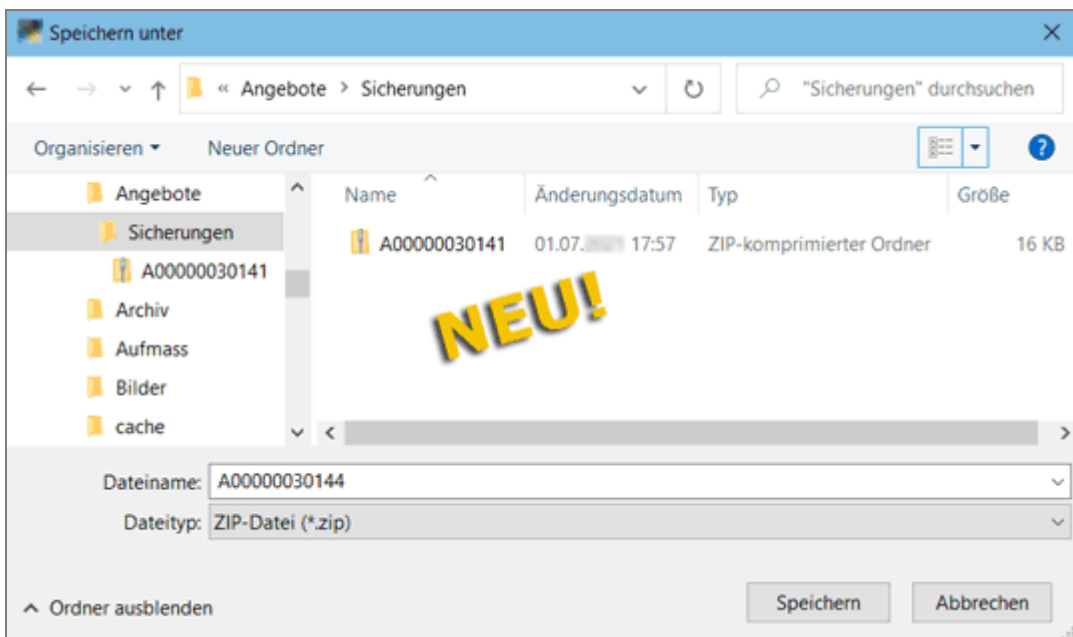 Speichern unter
« Angebote > Sicherungen
"Sicherungen" durchsuchen
Organisieren
Neuer Ordner
?
Name
Änderungsdatum
Typ
Größe
Angebote
Sicherungen
A00000030141
Archiv
Aufmass
Bilder
cache
A00000030141 01.07. 17:57 ZIP-komprimierter Ordner 16 KB
NEU!
Dateiname: A00000030144
Dateityp: ZIP-Datei (*.zip)
Ordner ausblenden
Speichern
Abbrechen